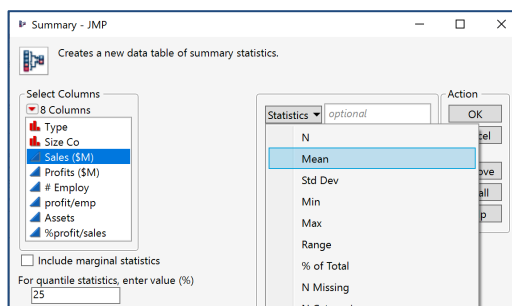 Summary - JMP
Creates a new data table of summary statistics.
Select Columns
8 Columns
Type
Size Co
Sales ($M)
Profits ($M)
# Employ
profit/emp
Assets
%profit/sales
Include marginal statistics
For quantile statistics, enter value (%)
25
Statistics optional
N
Mean
Std Dev
Min
Max
Range
% of Total
N Missing
Action
OK